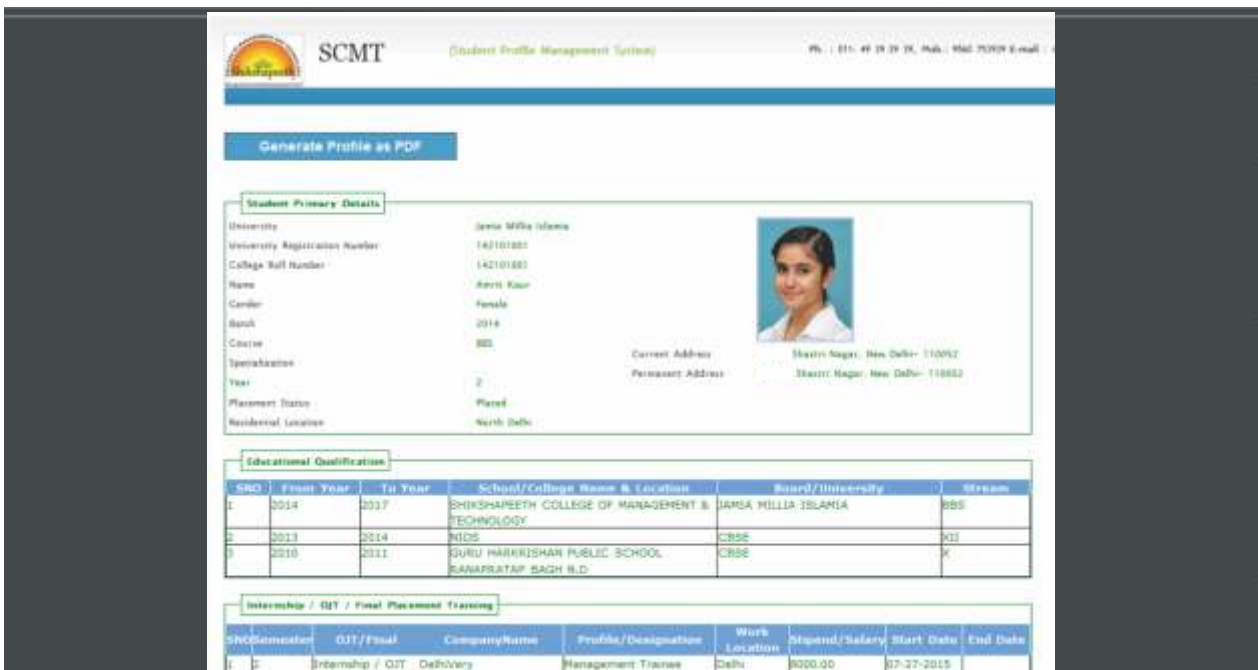 SCMT
(Student Profile Management System)
Shikshapeeth
Generate Profile as PDF
Student Primary Details
University Jamia Millia Islamia
University Registration Number 142101881
College Roll Number 142101881
Name Amrit Kaur
Gender Female
Batch 2014
Course BBS
Specialization
Year 2
Placement Status Placed
Residential Location North Delhi
Current Address Shastri Nagar, New Delhi- 110052
Permanent Address Shastri Nagar, New Delhi- 110052
Educational Qualification
SNO From Year To Year School/College Name & Location Board/University Stream
1 2014 2017 SHIKSHAPEETH COLLEGE OF MANAGEMENT & JAMIA MILLIA ISLAMIA BBS
TECHNOLOGY
2 2013 2014 NIOS CBSE XII
3 2010 2011 GURU HARKRISHAN PUBLIC SCHOOL CBSE X
RANAPRATAP BAGH N.D
Internship / OJT / Final Placement Training
SNO Semester OJT/Final CompanyName Profile/Designation Work Location Stipend/Salary Start Date End Date
1 2 Internship / OJT Delhivery Management Trainee Delhi 8000.00 07-27-2015